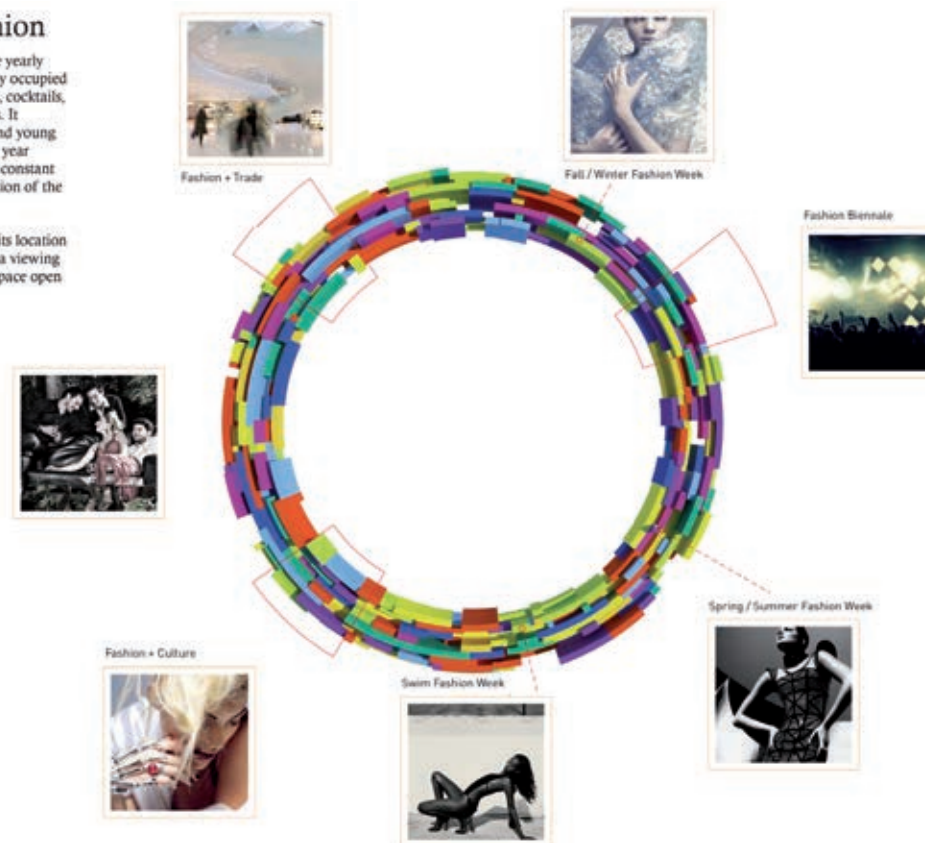 hion
yearly
y occupied
, cocktails,
. It
nd young
year
constant
ion of the
its location
a viewing
pace open
Fashion + Trade
Fall / Winter Fashion Week
Fashion Biennale
Spring / Summer Fashion Week
Fashion + Culture
Swim Fashion Week